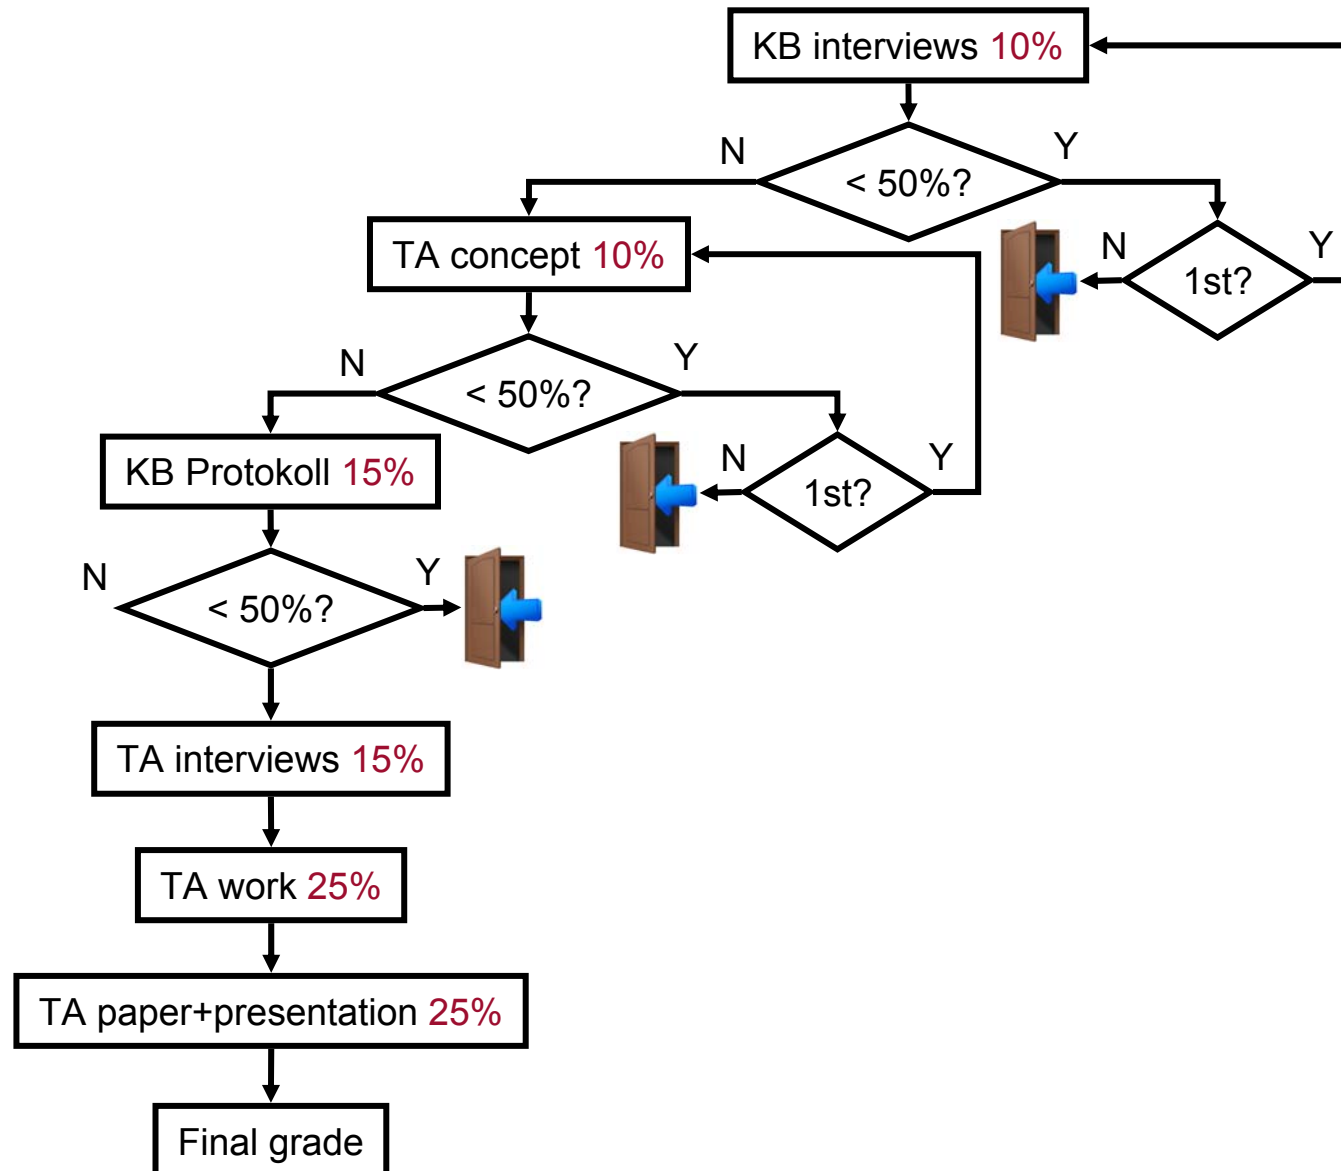 KB interviews 10%
N
Y
< 50%?
TA concept 10%
N
1st?
Y
N
Y
< 50%?
KB Protokoll 15%
N
1st?
Y
N
Y
< 50%?
TA interviews 15%
TA work 25%
TA paper+presentation 25%
Final grade